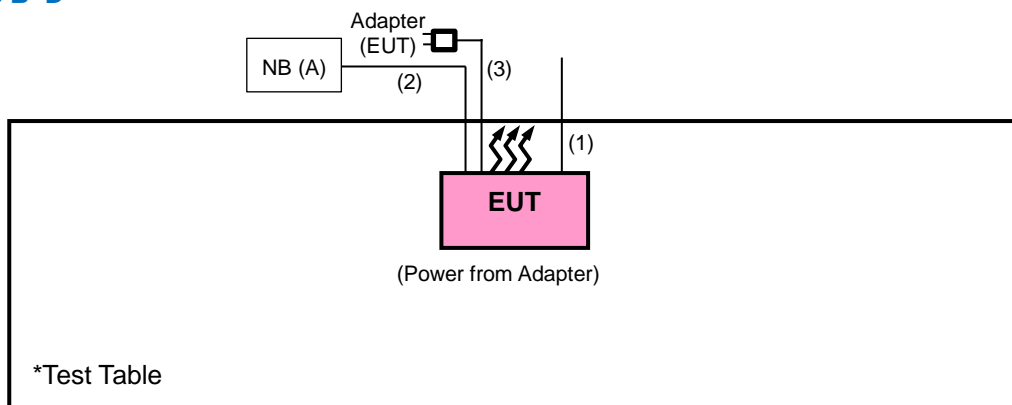 Adapter
(EUT)
NB (A)
(2)
(3)
(1)
EUT
(Power from Adapter)
*Test Table